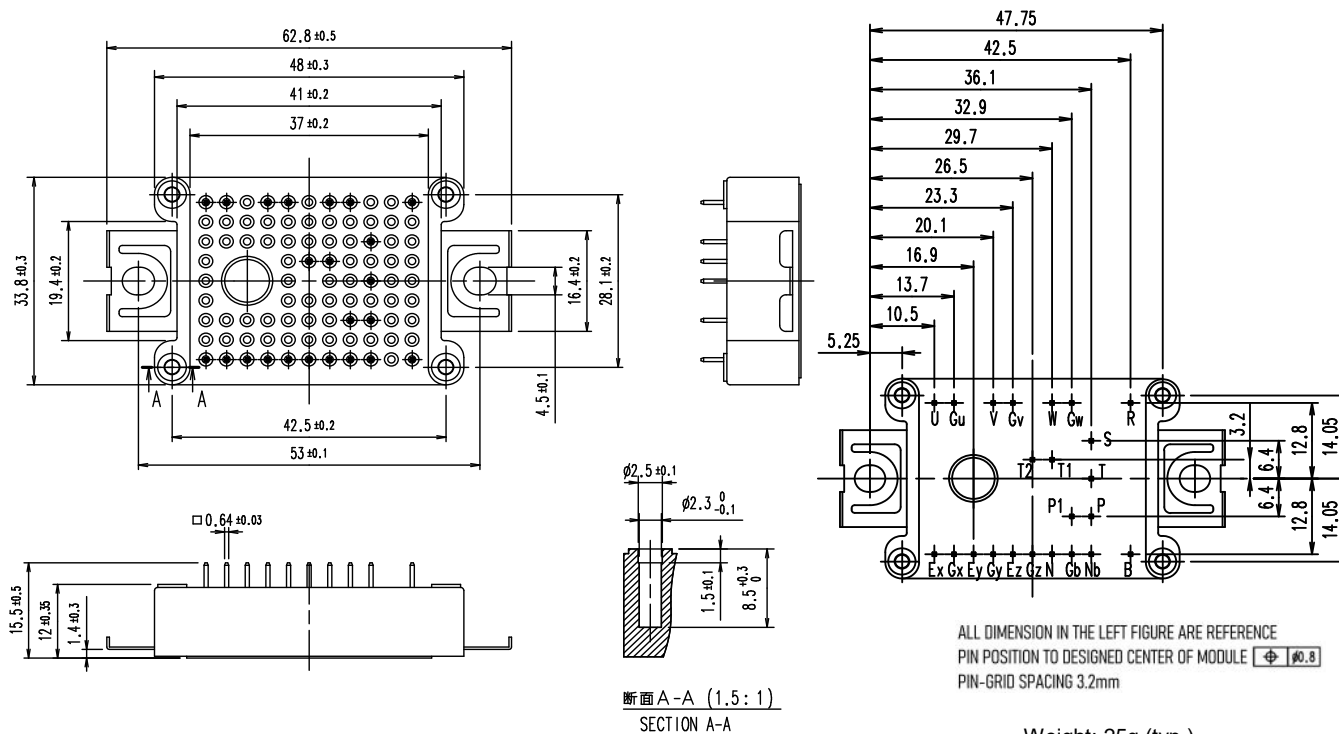 62.8 ±0.5
48 ±0.3
41 ±0.2
37 ±0.2
33.8 ±0.3
19.4 ±0.2
16.4 ±0.2
28.1 ±0.2
4.5 ±0.1
A A
42.5 ±0.2
53 ±0.1
47.75
42.5
36.1
32.9
29.7
26.5
23.3
20.1
16.9
13.7
10.5
5.25
U Gu V Gv W Gw R
S
T2 T1 T
P1 P
Ex Gx Ey Gy Ez Gz N Gb Nb B
3.2
6.4
6.4
12.8
12.8
14.05
14.05
□0.64 ±0.03
15.5 ±0.5
12 ±0.35
1.4 ±0.3
ø2.5 ±0.1
ø2.3 0 -0.1
1.5 ±0.1
8.5 +0.3 0
断面A-A (1.5:1)
SECTION A-A
ALL DIMENSION IN THE LEFT FIGURE ARE REFERENCE
PIN POSITION TO DESIGNED CENTER OF MODULE ⌖ ø0.8
PIN-GRID SPACING 3.2mm